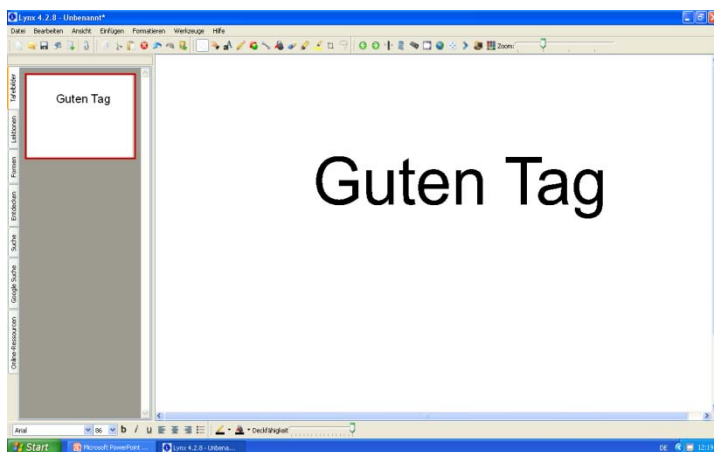 Lynx 4.2.8 - Unbenannt*
Datei Bearbeiten Ansicht Einfügen Formatieren Werkzeuge Hilfe
Zoom:
Tafelbilder
Lektionen
Formen
Entdecken
Suche
Google Suche
Online-Ressourcen
Guten Tag
Guten Tag
Arial 86 b / u Deckfähigkeit
Start Microsoft PowerPoint ... Lynx 4.2.8 - Unbena... DE 12:19